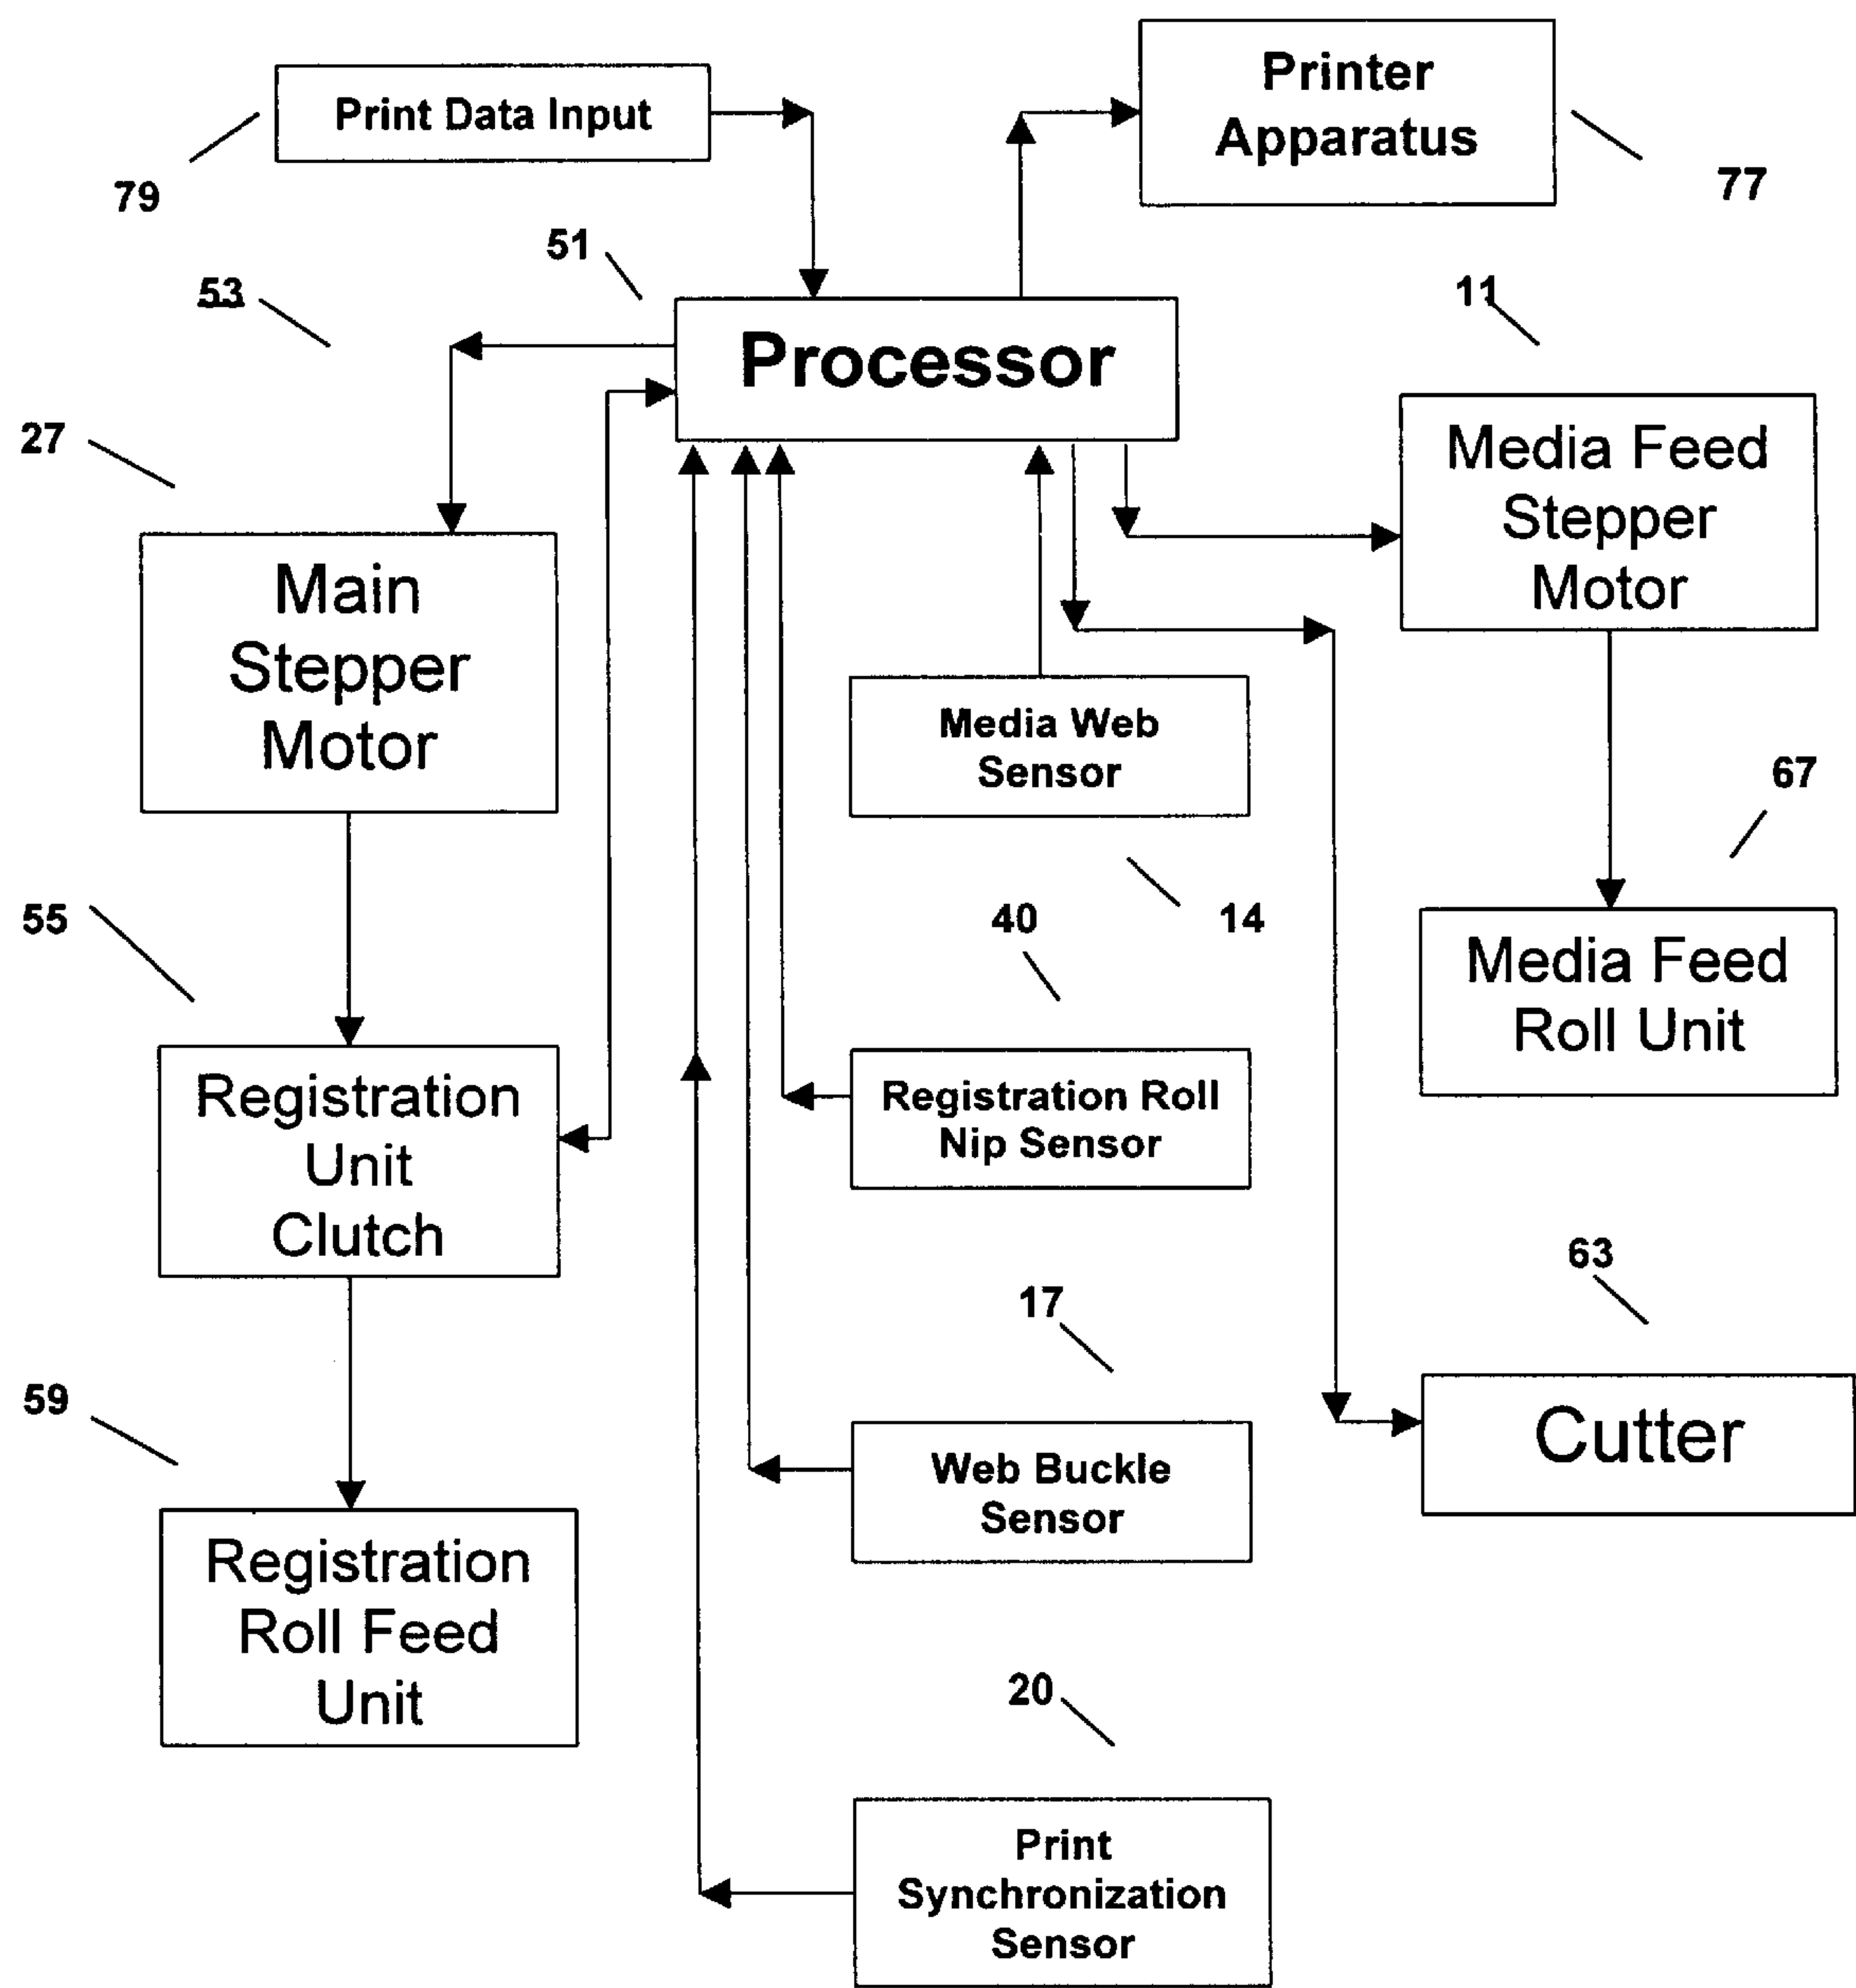 Print Data Input
79
Printer
Apparatus
77
51
53
Processor
11
27
Main
Stepper
Motor
Media Feed
Stepper
Motor
Media Web
Sensor
14
67
55
40
Media Feed
Roll Unit
Registration
Unit
Clutch
Registration Roll
Nip Sensor
63
17
Cutter
59
Web Buckle
Sensor
Registration
Roll Feed
Unit
20
Print
Synchronization
Sensor